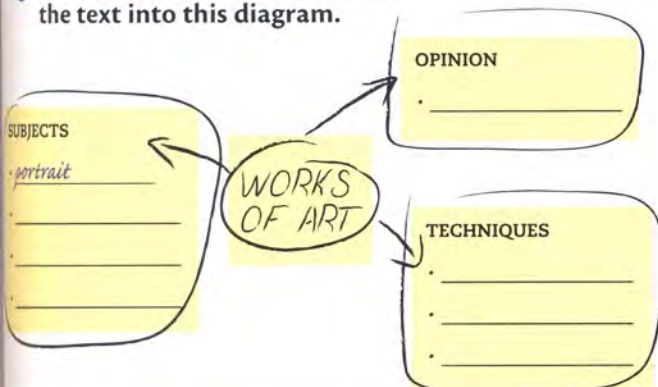 the text into this diagram.
OPINION
SUBJECTS
portrait
WORKS
OF ART
TECHNIQUES